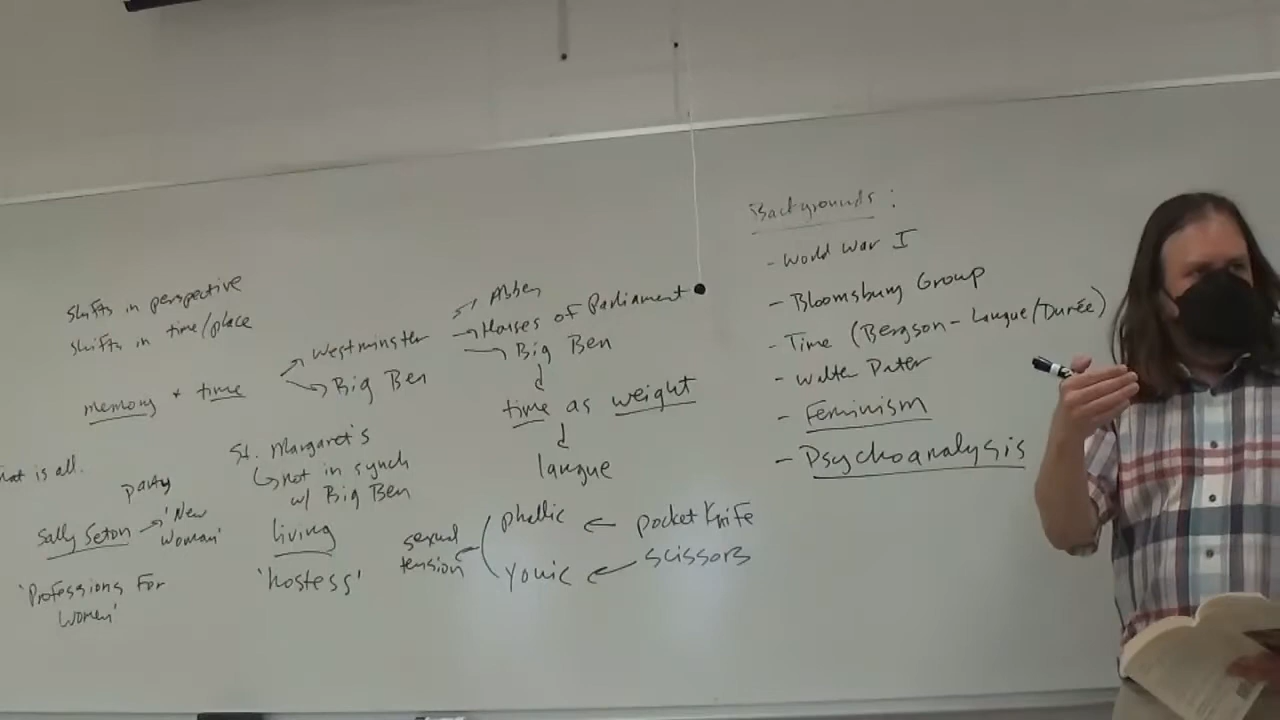 Shifts in perspective
Shifts in time/place
memory + time
Westminster
Big Ben
Abbey
Houses of Parliament
Big Ben
time as weight
langue
is all.
party
Sally Seton → 'New Woman'
'Professions For
Women'
St. Margaret's
not in synch
w/ Big Ben
living
'hostess'
sexual
tension
phallic ← pocket Knife
yonic ← scissors
Backgrounds:
- World War I
- Bloomsbury Group
- Time (Bergson - Langue/Durée)
- Walter Pater
- Feminism
- Psychoanalysis